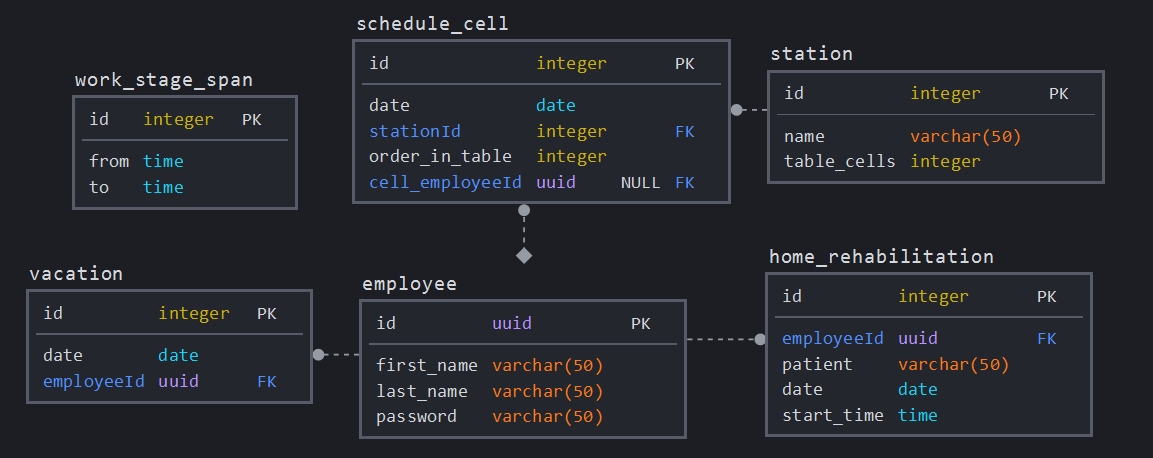 schedule_cell
id integer PK
date date
stationId integer FK
order_in_table integer
cell_employeeId uuid NULL FK
station
id integer PK
name varchar(50)
table_cells integer
work_stage_span
id integer PK
from time
to time
vacation
id integer PK
date date
employeeId uuid FK
employee
id uuid PK
first_name varchar(50)
last_name varchar(50)
password varchar(50)
home_rehabilitation
id integer PK
employeeId uuid FK
patient varchar(50)
date date
start_time time